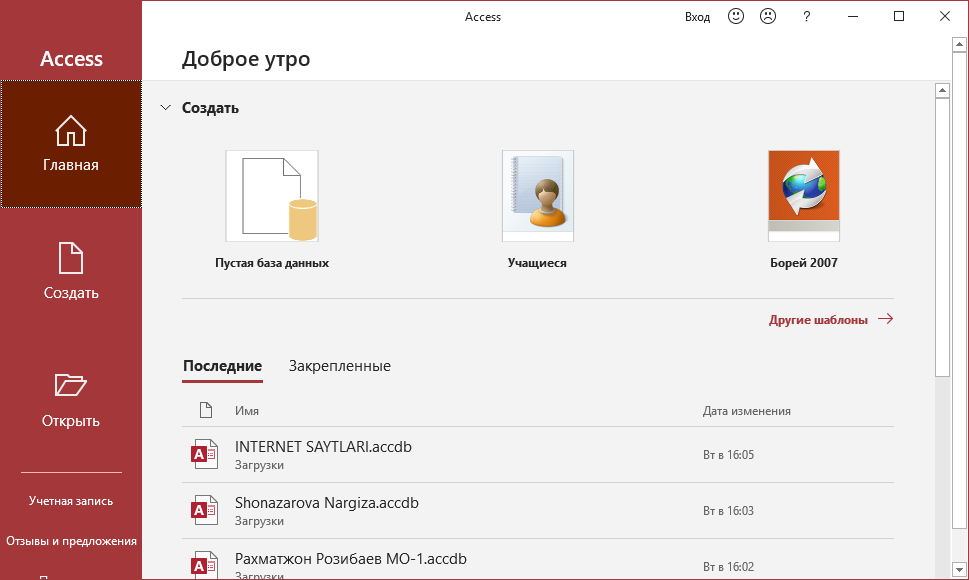 Access
Вход
?
Access
Доброе утро
Главная
Создать
Открыть
Учетная запись
Отзывы и предложения
Создать
Пустая база данных
Учащиеся
Борей 2007
Другие шаблоны
Последние
Закрепленные
Имя
Дата изменения
INTERNET SAYTLARI.accdb
Загрузки
Вт в 16:05
Shonazarova Nargiza.accdb
Загрузки
Вт в 16:03
Рахматжон Розибаев МО-1.accdb
Загрузки
Вт в 16:02